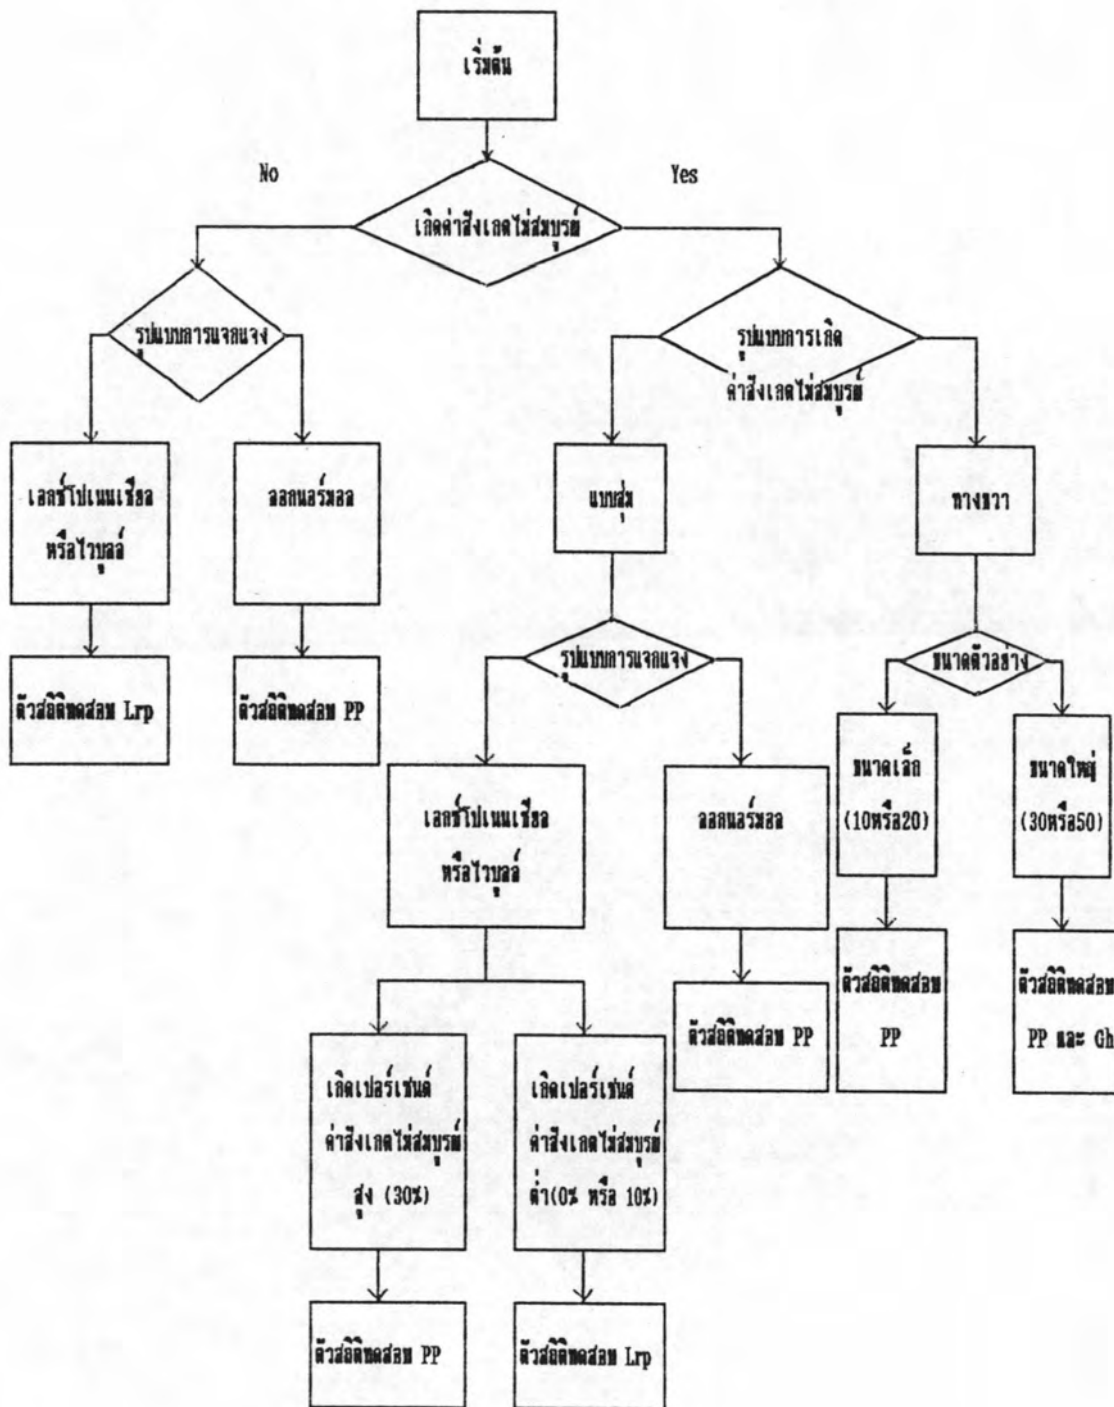 เริ่มต้น
No
Yes
เกิดค่าสังเกตไม่สมบูรณ์
รูปแบบการแจกแจง
รูปแบบการเกิด
ค่าสังเกตไม่สมบูรณ์
เอกซ์โปเนนเชียล
หรือไวบูลล์
ลอกนอร์มอล
แบบสุ่ม
ทางขวา
ตัวสถิติทดสอบ Lrp
ตัวสถิติทดสอบ PP
รูปแบบการแจกแจง
ขนาดตัวอย่าง
เอกซ์โปเนนเชียล
หรือไวบูลล์
ลอกนอร์มอล
ขนาดเล็ก
(10หรือ20)
ขนาดใหญ่
(30หรือ50)
ตัวสถิติทดสอบ PP
ตัวสถิติทดสอบ
PP
ตัวสถิติทดสอบ
PP และ Gh
เกิดเปอร์เซนต์
ค่าสังเกตไม่สมบูรณ์
สูง (30%)
เกิดเปอร์เซนต์
ค่าสังเกตไม่สมบูรณ์
ต่ำ(0% หรือ 10%)
ตัวสถิติทดสอบ PP
ตัวสถิติทดสอบ Lrp